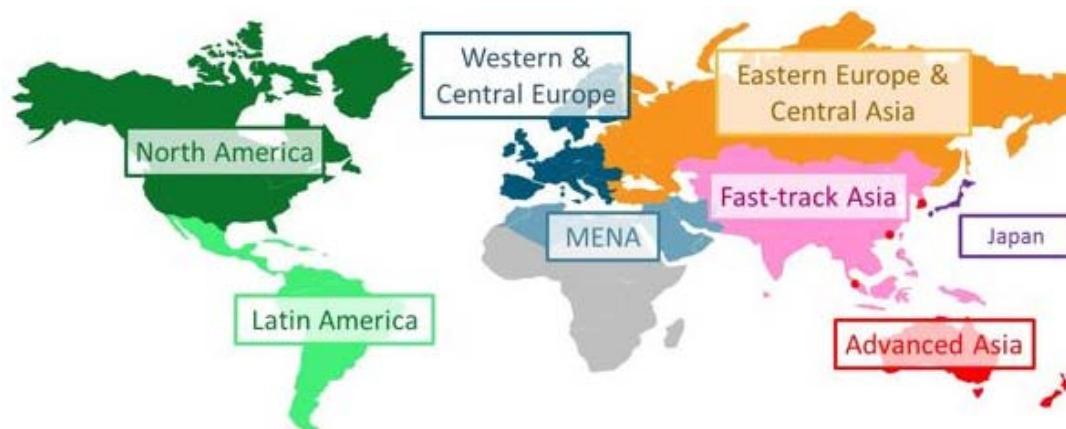 Western &
Central Europe
Eastern Europe &
Central Asia
North America
Fast-track Asia
MENA
Japan
Latin America
Advanced Asia